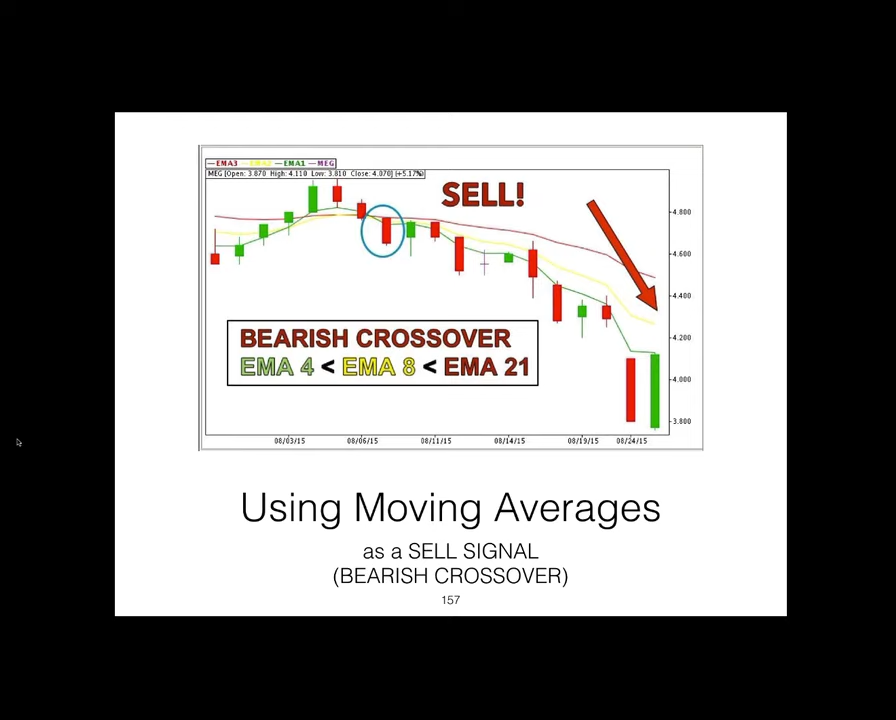 —EMA3 —EMA2 —EMA1 —MEG
MEG [Open: 3.870 High: 4.110 Low: 3.810 Close: 4.070] (+5.17%)
SELL!
4.800
4.600
4.400
4.200
4.000
3.800
BEARISH CROSSOVER
EMA 4 < EMA 8 < EMA 21
08/03/15 08/06/15 08/11/15 08/14/15 08/19/15 08/24/15
Using Moving Averages
as a SELL SIGNAL
(BEARISH CROSSOVER)
157